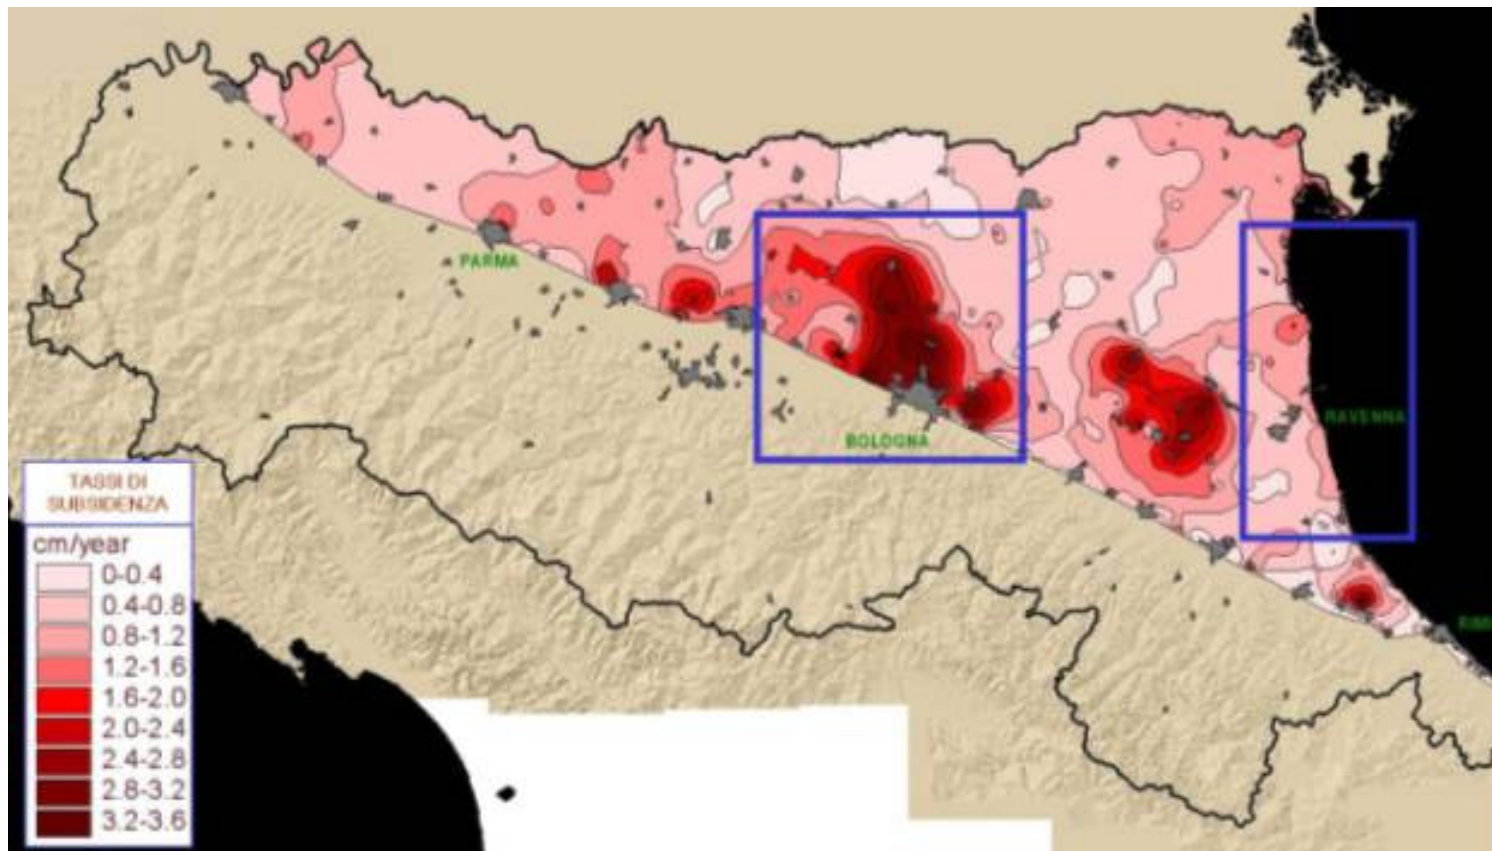 PARMA
BOLOGNA
RAVENNA
TASSI DI
SUBSIDENZA
cm/year
0-0.4
0.4-0.8
0.8-1.2
1.2-1.6
1.6-2.0
2.0-2.4
2.4-2.8
2.8-3.2
3.2-3.6